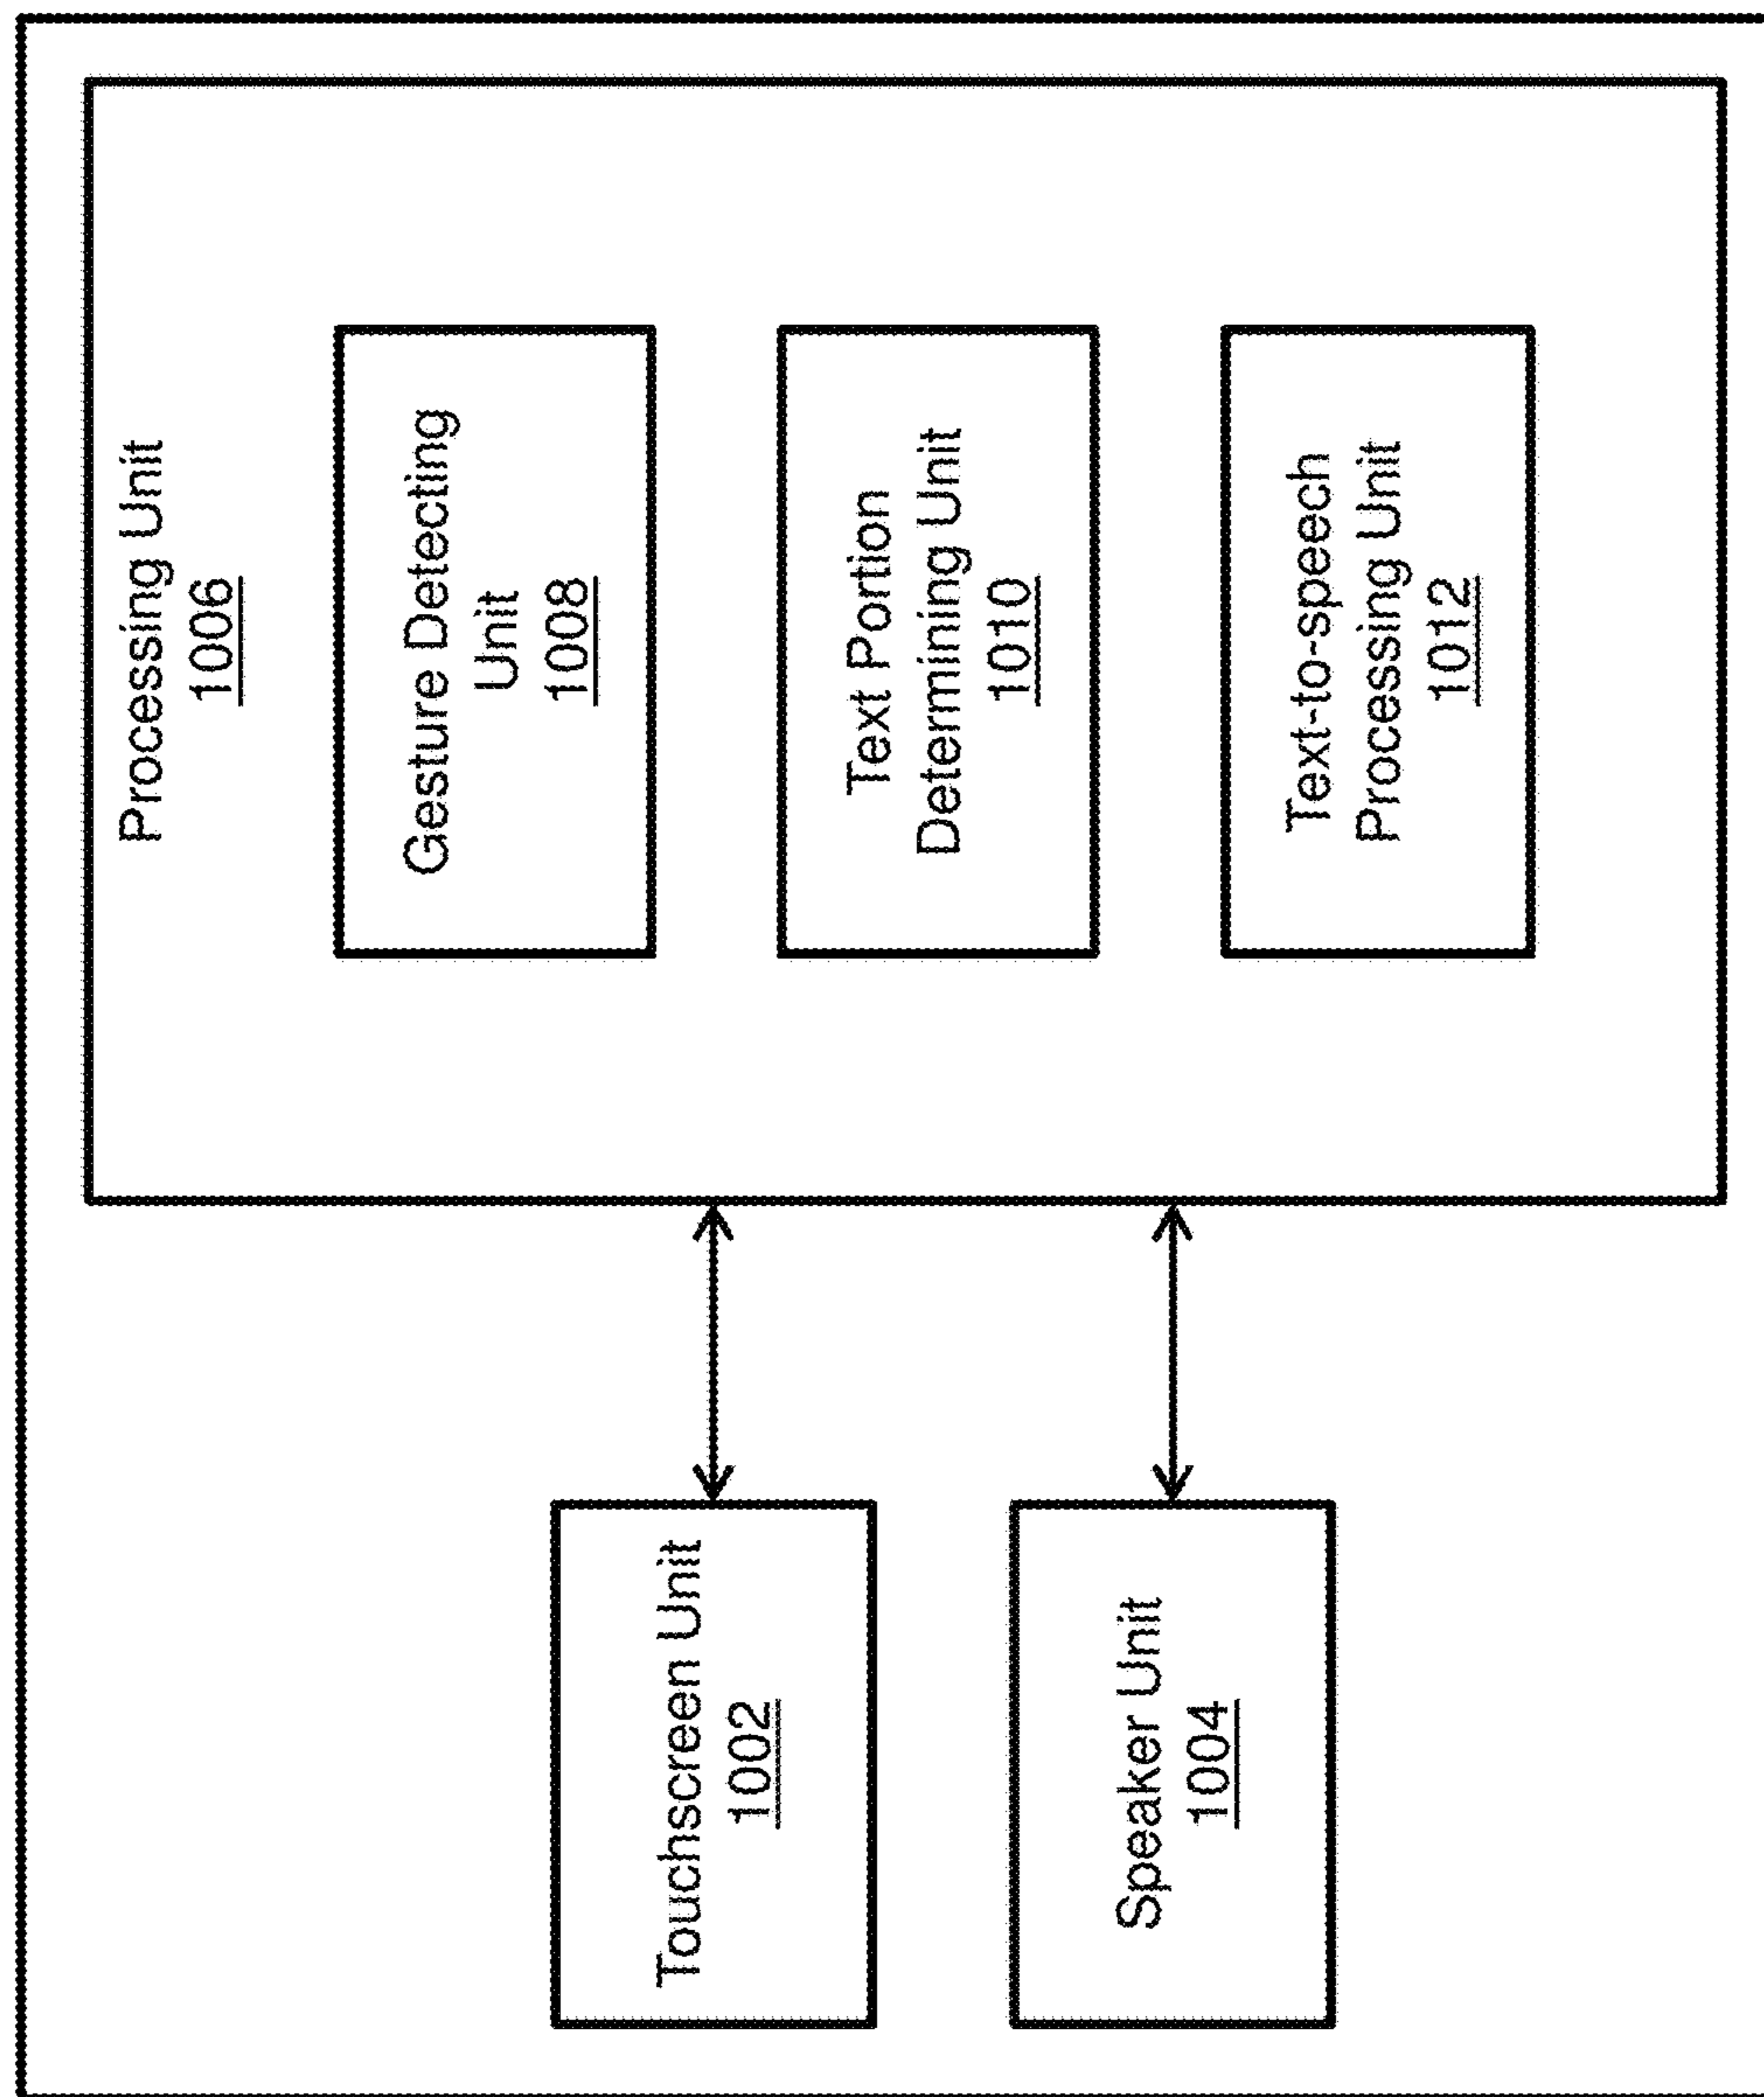 Processing Unit
1006
Gesture Detecting
Unit
1008
Text Portion
Determining Unit
1010
Text-to-speech
Processing Unit
1012
Touchscreen Unit
1002
Speaker Unit
1004